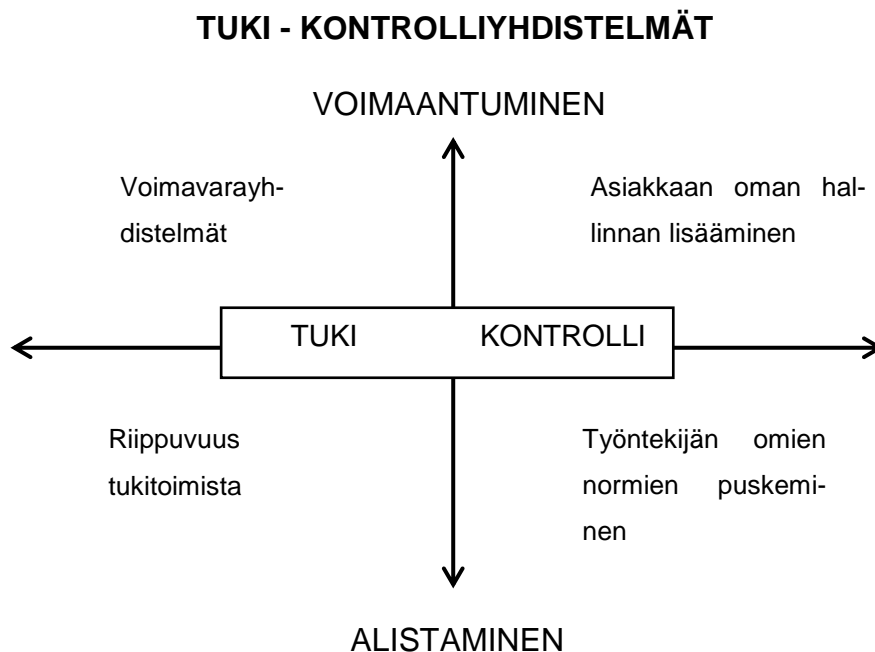 TUKI - KONTROLLIYHDISTELMÄT
VOIMAANTUMINEN
Voimavarayh-
distelmät
Asiakkaan oman hal-
linnan lisääminen
TUKI KONTROLLI
Riippuvuus
tukitoimista
Työntekijän omien
normien puskemi-
nen
ALISTAMINEN